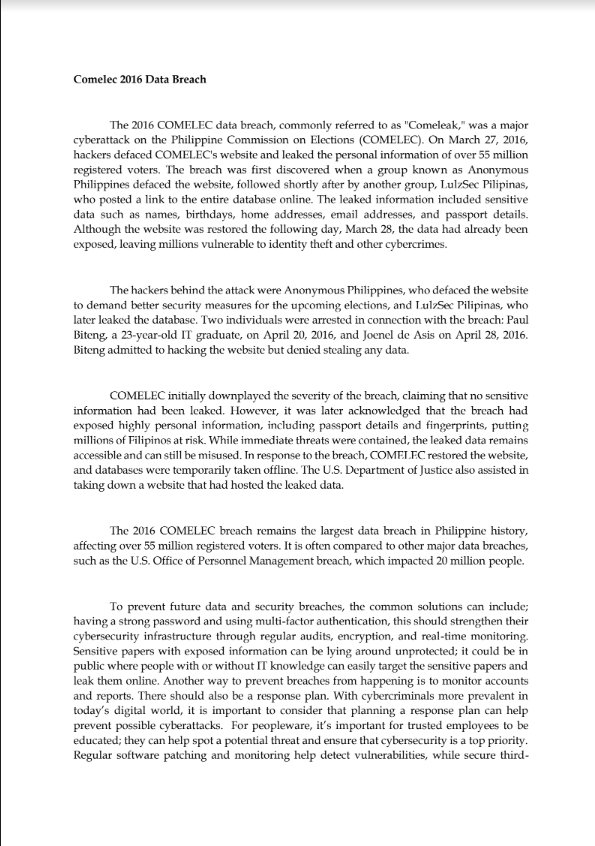 Comelec 2016 Data Breach
The 2016 COMELEC data breach, commonly referred to as "Comeleak," was a major
cyberattack on the Philippine Commission on Elections (COMELEC). On March 27, 2016,
hackers defaced COMELEC's website and leaked the personal information of over 55 million
registered voters. The breach was first discovered when a group known as Anonymous
Philippines defaced the website, followed shortly after by another group, LulzSec Pilipinas,
who posted a link to the entire database online. The leaked information included sensitive
data such as names, birthdays, home addresses, email addresses, and passport details.
Although the website was restored the following day, March 28, the data had already been
exposed, leaving millions vulnerable to identity theft and other cybercrimes.
The hackers behind the attack were Anonymous Philippines, who defaced the website
to demand better security measures for the upcoming elections, and LulzSec Pilipinas, who
later leaked the database. Two individuals were arrested in connection with the breach: Paul
Biteng, a 23-year-old IT graduate, on April 20, 2016, and Joenel de Asis on April 28, 2016.
Biteng admitted to hacking the website but denied stealing any data.
COMELEC initially downplayed the severity of the breach, claiming that no sensitive
information had been leaked. However, it was later acknowledged that the breach had
exposed highly personal information, including passport details and fingerprints, putting
millions of Filipinos at risk. While immediate threats were contained, the leaked data remains
accessible and can still be misused. In response to the breach, COMELEC restored the website,
and databases were temporarily taken offline. The U.S. Department of Justice also assisted in
taking down a website that had hosted the leaked data.
The 2016 COMELEC breach remains the largest data breach in Philippine history,
affecting over 55 million registered voters. It is often compared to other major data breaches,
such as the U.S. Office of Personnel Management breach, which impacted 20 million people.
To prevent future data and security breaches, the common solutions can include;
having a strong password and using multi-factor authentication, this should strengthen their
cybersecurity infrastructure through regular audits, encryption, and real-time monitoring.
Sensitive papers with exposed information can be lying around unprotected; it could be in
public where people with or without IT knowledge can easily target the sensitive papers and
leak them online. Another way to prevent breaches from happening is to monitor accounts
and reports. There should also be a response plan. With cybercriminals more prevalent in
today's digital world, it is important to consider that planning a response plan can help
prevent possible cyberattacks.  For peopleware, it's important for trusted employees to be
educated; they can help spot a potential threat and ensure that cybersecurity is a top priority.
Regular software patching and monitoring help detect vulnerabilities, while secure third-